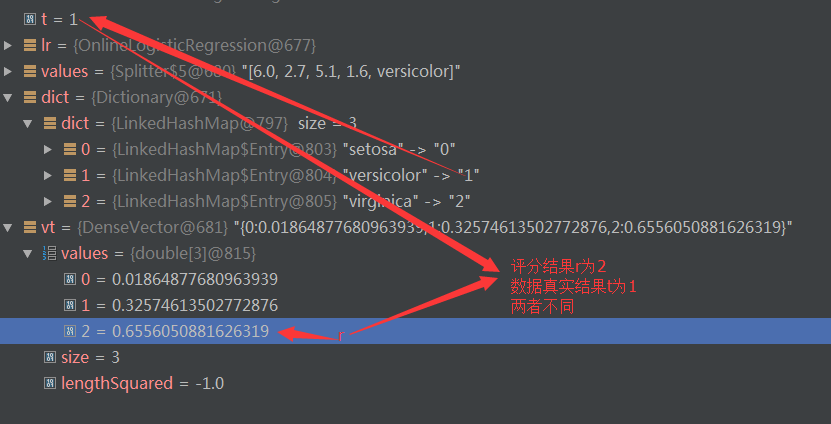 t = 1
lr = {OnlineLogisticRegression@677}
values = {Splitter$5@680} "[6.0, 2.7, 5.1, 1.6, versicolor]"
dict = {Dictionary@671}
dict = {LinkedHashMap@797} size = 3
0 = {LinkedHashMap$Entry@803} "setosa" -> "0"
1 = {LinkedHashMap$Entry@804} "versicolor" -> "1"
2 = {LinkedHashMap$Entry@805} "virginica" -> "2"
vt = {DenseVector@681} "{0:0.01864877680963939,1:0.32574613502772876,2:0.6556050881626319}"
values = {double[3]@815}
0 = 0.01864877680963939
1 = 0.32574613502772876
2 = 0.6556050881626319
r
size = 3
lengthSquared = -1.0
评分结果r为2
数据真实结果t为1
两者不同